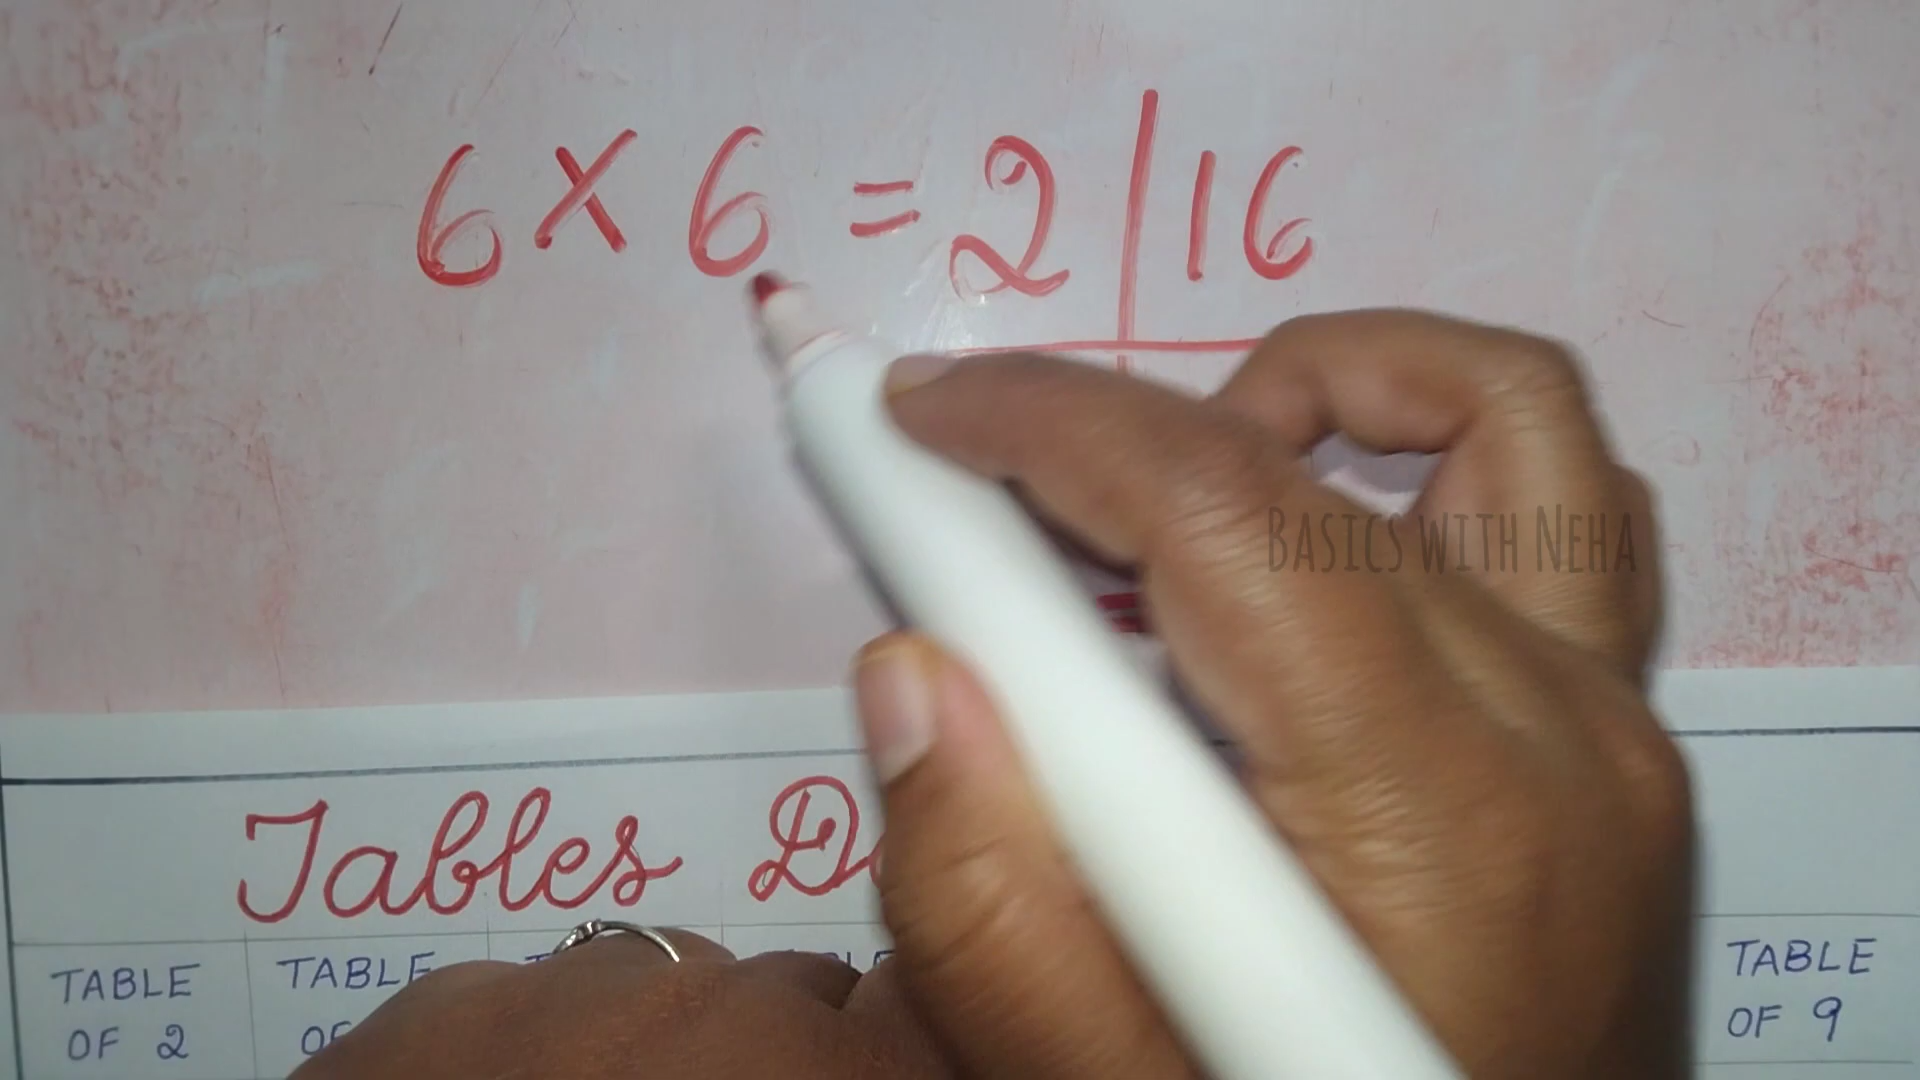 6 × 6 = 2 | 16
BASICS WITH NEHA
Tables
TABLE OF 2
TABLE
TABLE OF 9